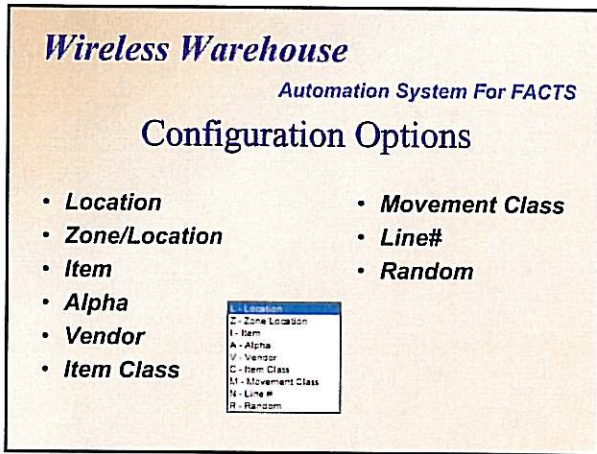 Wireless Warehouse
Automation System For FACTS
Configuration Options
• Location
• Zone/Location
• Item
• Alpha
• Vendor
• Item Class
• Movement Class
• Line#
• Random
L - Location
Z - Zone Location
I - Item
A - Alpha
V - Vendor
C - Item Class
M - Movement Class
N - Line #
R - Random